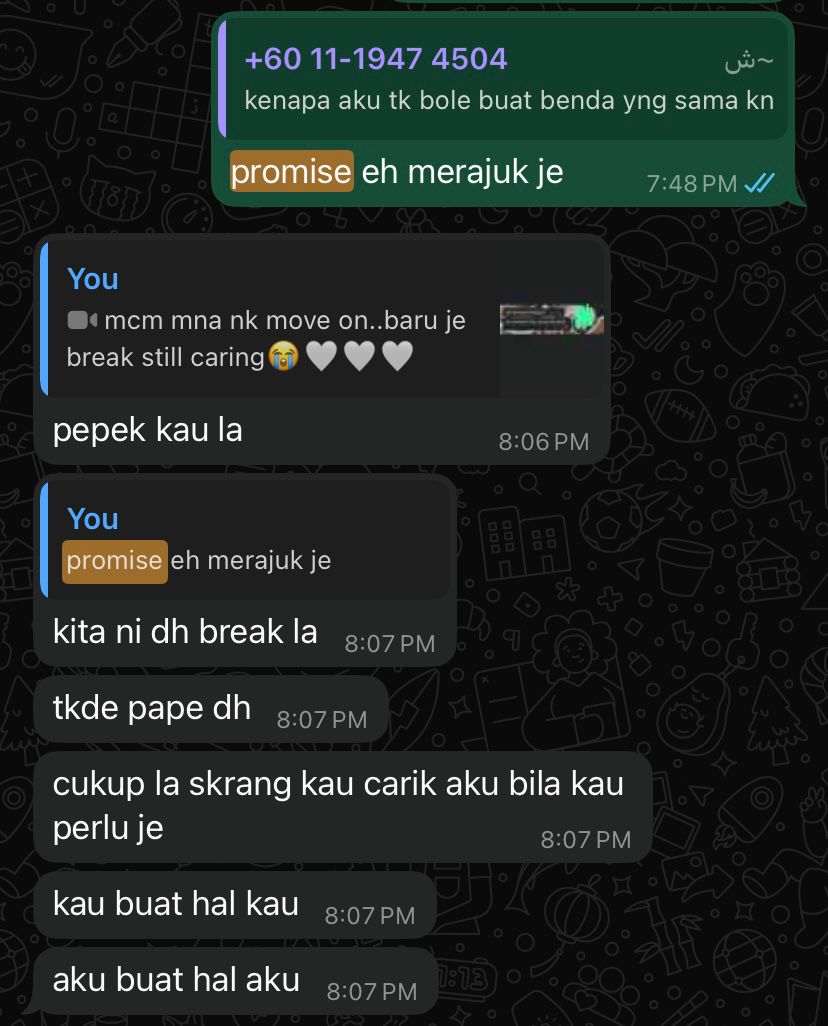 +60 11-1947 4504 ~ش
kenapa aku tk bole buat benda yng sama kn
promise eh merajuk je
7:48 PM
You
mcm mna nk move on..baru je
break still caring😭🤍🤍🤍
pepek kau la
8:06 PM
You
promise eh merajuk je
kita ni dh break la 8:07 PM
tkde pape dh 8:07 PM
cukup la skrang kau carik aku bila kau
perlu je
8:07 PM
kau buat hal kau 8:07 PM
aku buat hal aku 8:07 PM